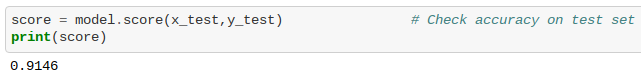 score = model.score(x_test,y_test)                # Check accuracy on test set
print(score)
0.9146